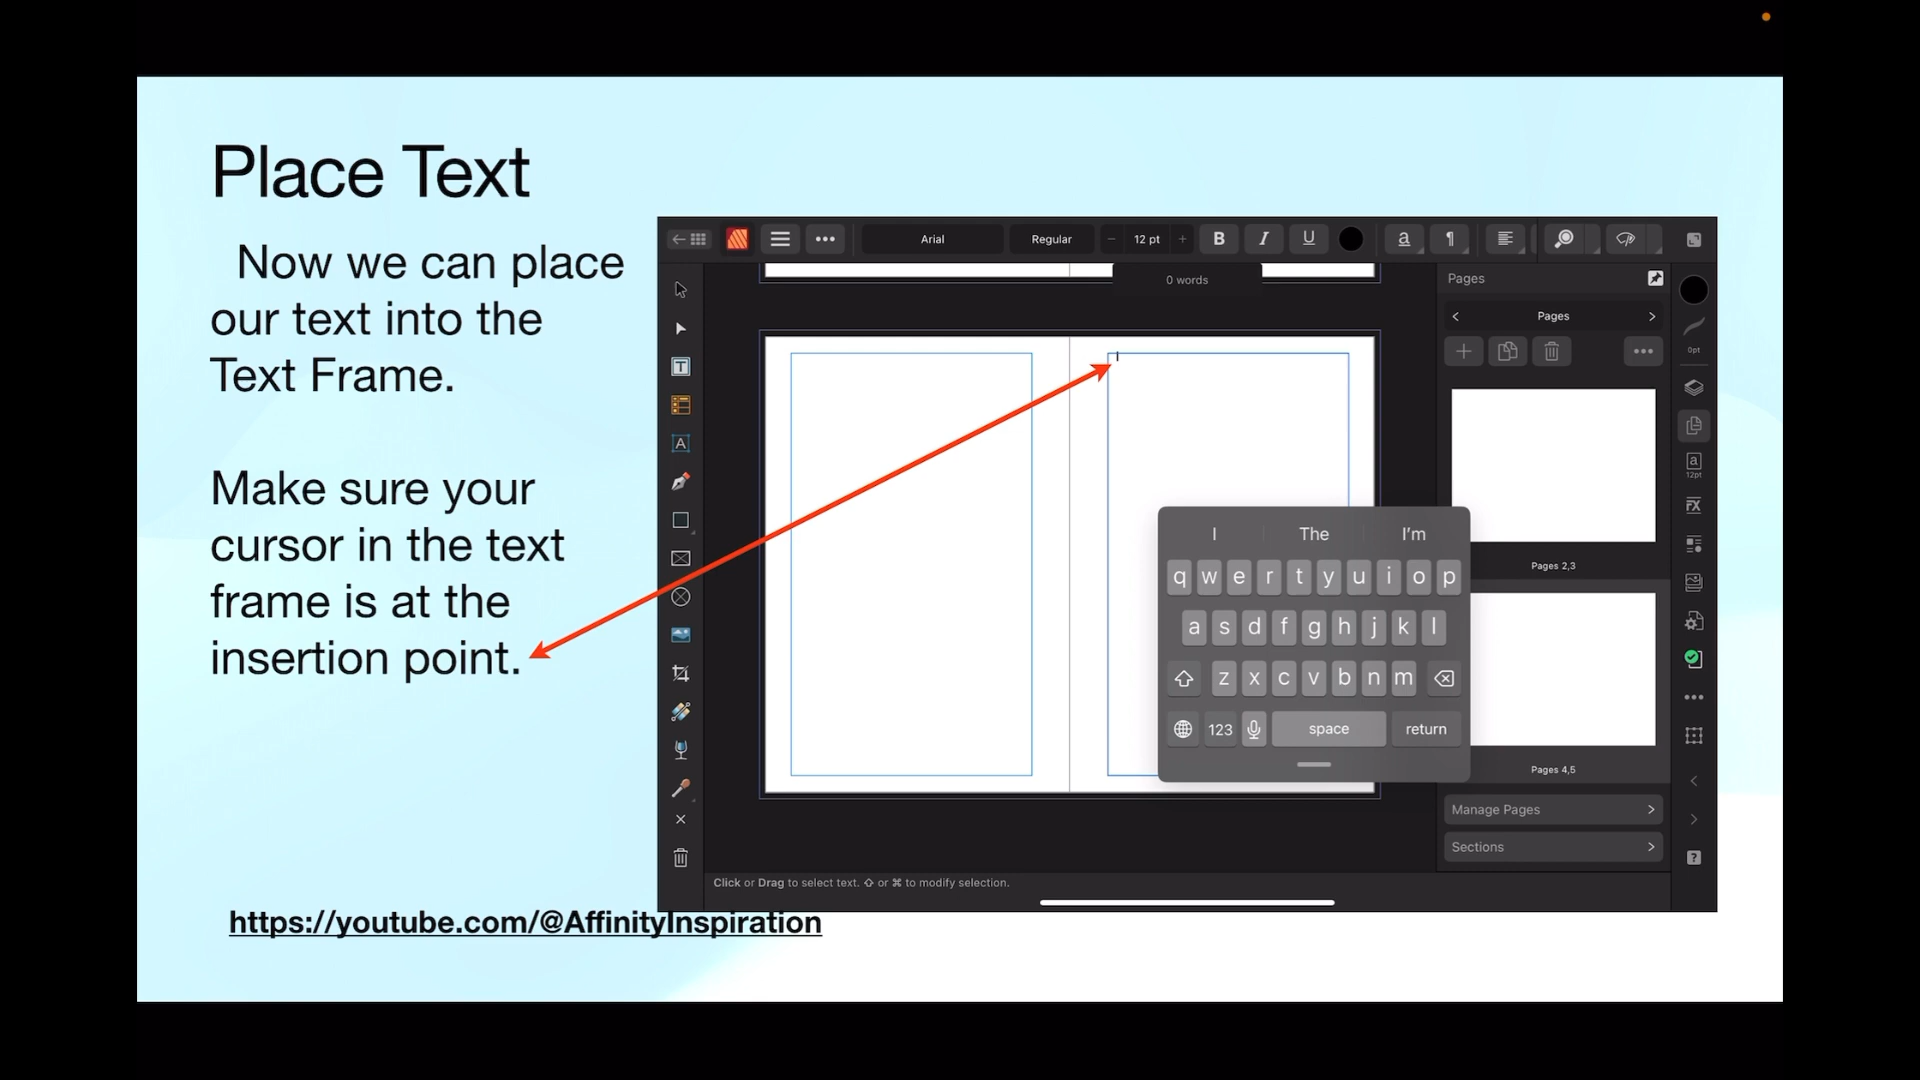 Place Text
Now we can place
our text into the
Text Frame.
Make sure your
cursor in the text
frame is at the
insertion point.
https://youtube.com/@AffinityInspiration
Arial Regular 12 pt B I U a ¶
0 words
Pages
Pages
0pt
T
A
a
12pt
FX
Pages 2,3
Pages 4,5
Manage Pages
Sections
I The I'm
q w e r t y u i o p
a s d f g h j k l
z x c v b n m
123 space return
Click or Drag to select text. ⇧ or ⌘ to modify selection.
?